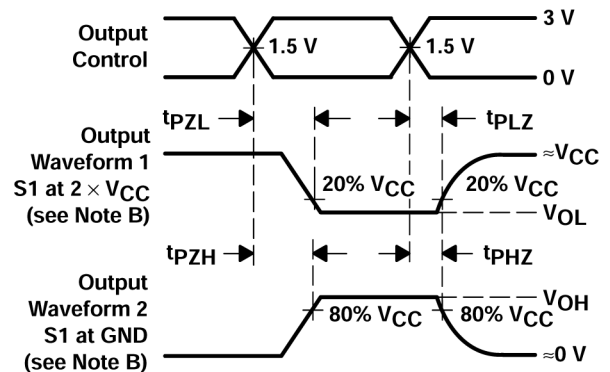 Output
Control
3 V
1.5 V
1.5 V
0 V
tPZL
tPLZ
Output
Waveform 1
S1 at 2 × VCC
(see Note B)
≈VCC
20% VCC
20% VCC
VOL
tPZH
tPHZ
Output
Waveform 2
S1 at GND
(see Note B)
VOH
80% VCC
80% VCC
≈0 V